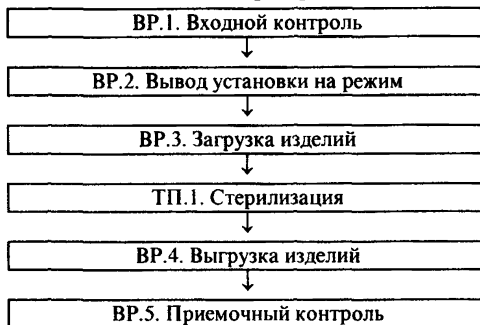 ВР.1. Входной контроль
ВР.2. Вывод установки на режим
ВР.3. Загрузка изделий
ТП.1. Стерилизация
ВР.4. Выгрузка изделий
ВР.5. Приемочный контроль